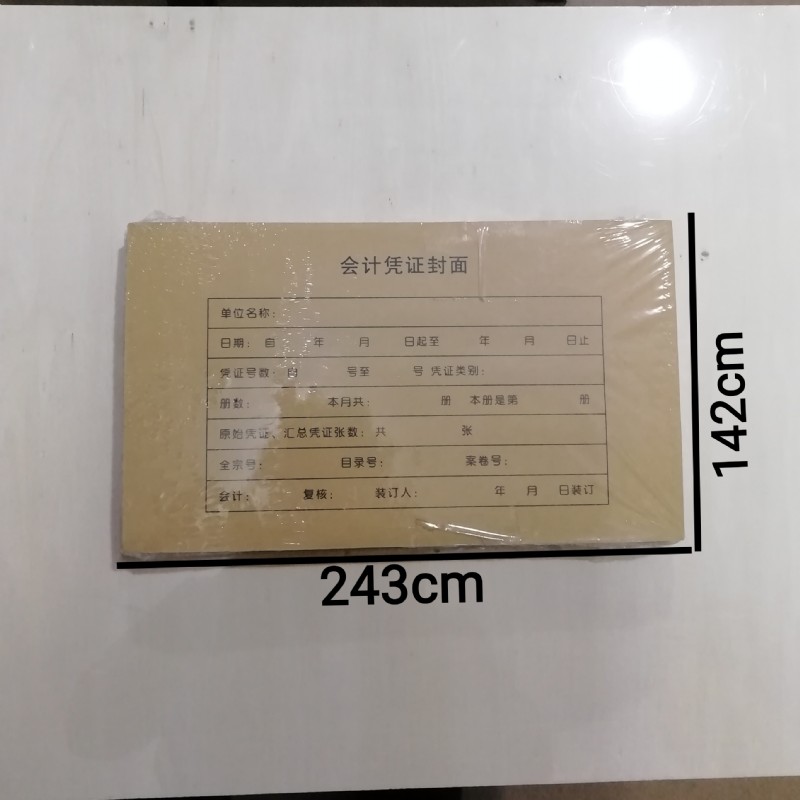 会计凭证封面
单位名称：
日期： 自 年 月 日起至 年 月 日止
凭证号数： 自 号至 号 凭证类别：
册数： 本月共： 册 本册是第 册
原始凭证、汇总凭证张数： 共 张
全宗号： 目录号： 案卷号：
会计： 复核： 装订人： 年 月 日装订
142cm
243cm